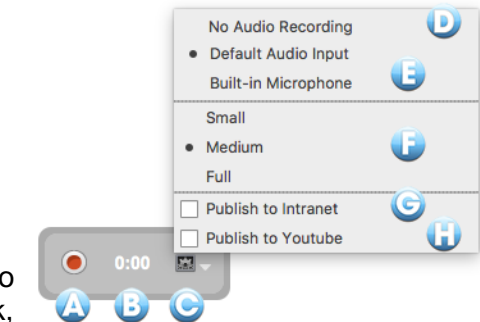 No Audio Recording D
Default Audio Input
Built-in Microphone E
Small
Medium F
Full
Publish to Intranet G
Publish to Youtube H
0:00
o
A B C
k,